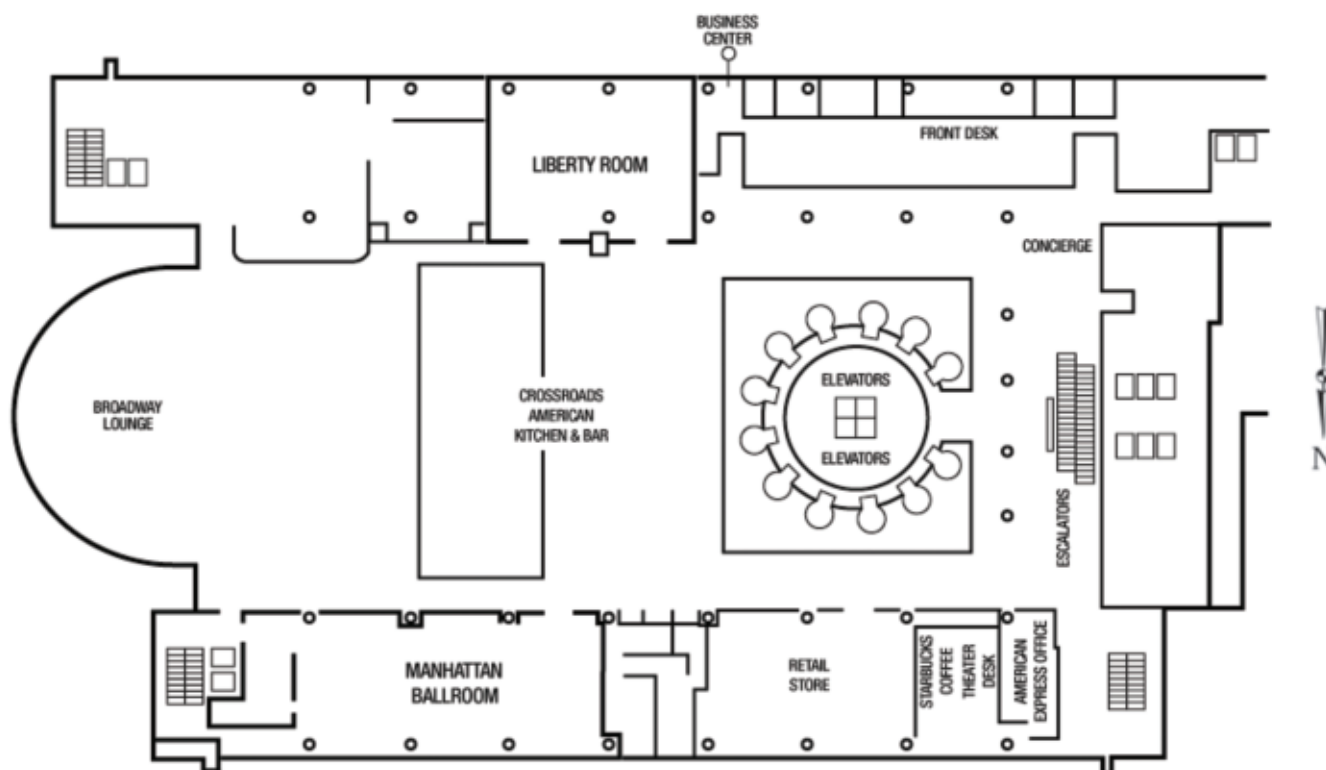 BUSINESS
CENTER
FRONT DESK
LIBERTY ROOM
CONCIERGE
BROADWAY
LOUNGE
CROSSROADS
AMERICAN
KITCHEN & BAR
ELEVATORS
ELEVATORS
ESCALATORS
N
MANHATTAN
BALLROOM
RETAIL
STORE
STARBUCKS
COFFEE
THEATER
DESK
AMERICAN
EXPRESS OFFICE